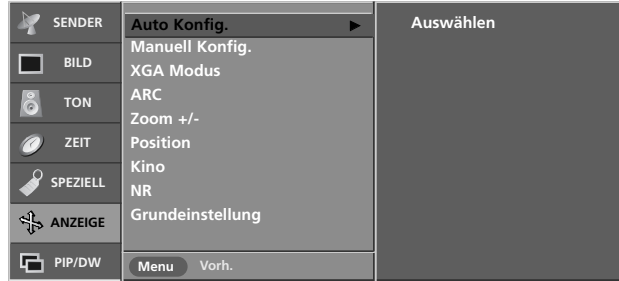 SENDER
BILD
TON
ZEIT
SPEZIELL
ANZEIGE
PIP/DW
Auto Konfig.
Manuell Konfig.
XGA Modus
ARC
Zoom +/-
Position
Kino
NR
Grundeinstellung
Menu Vorh.
Auswählen